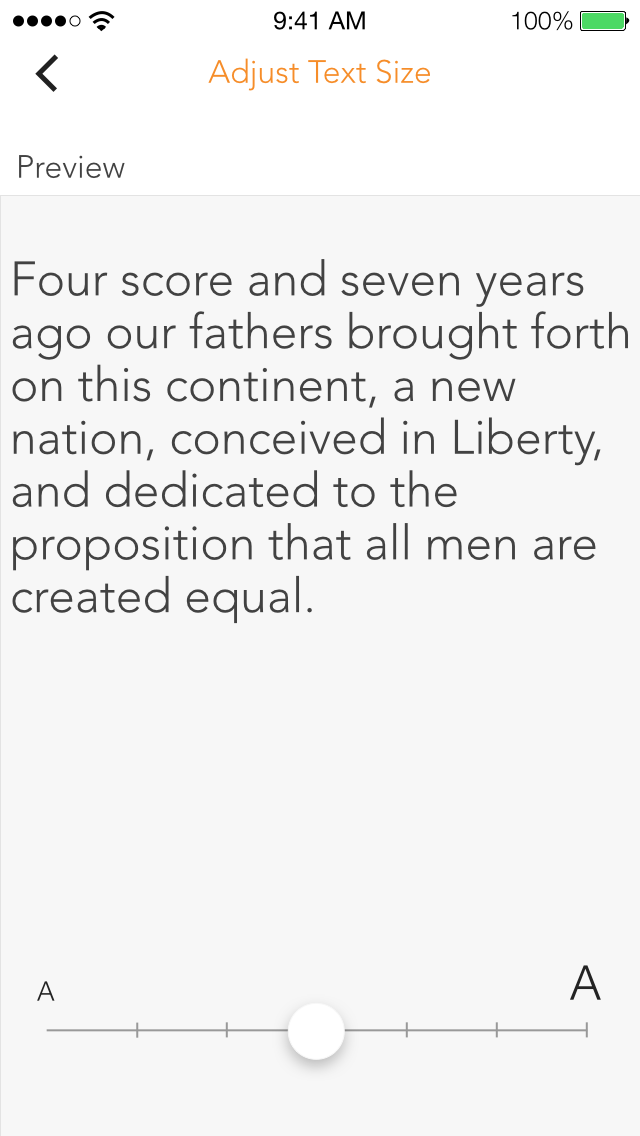 9:41 AM 100%
Adjust Text Size
Preview
Four score and seven years
ago our fathers brought forth
on this continent, a new
nation, conceived in Liberty,
and dedicated to the
proposition that all men are
created equal.
A A